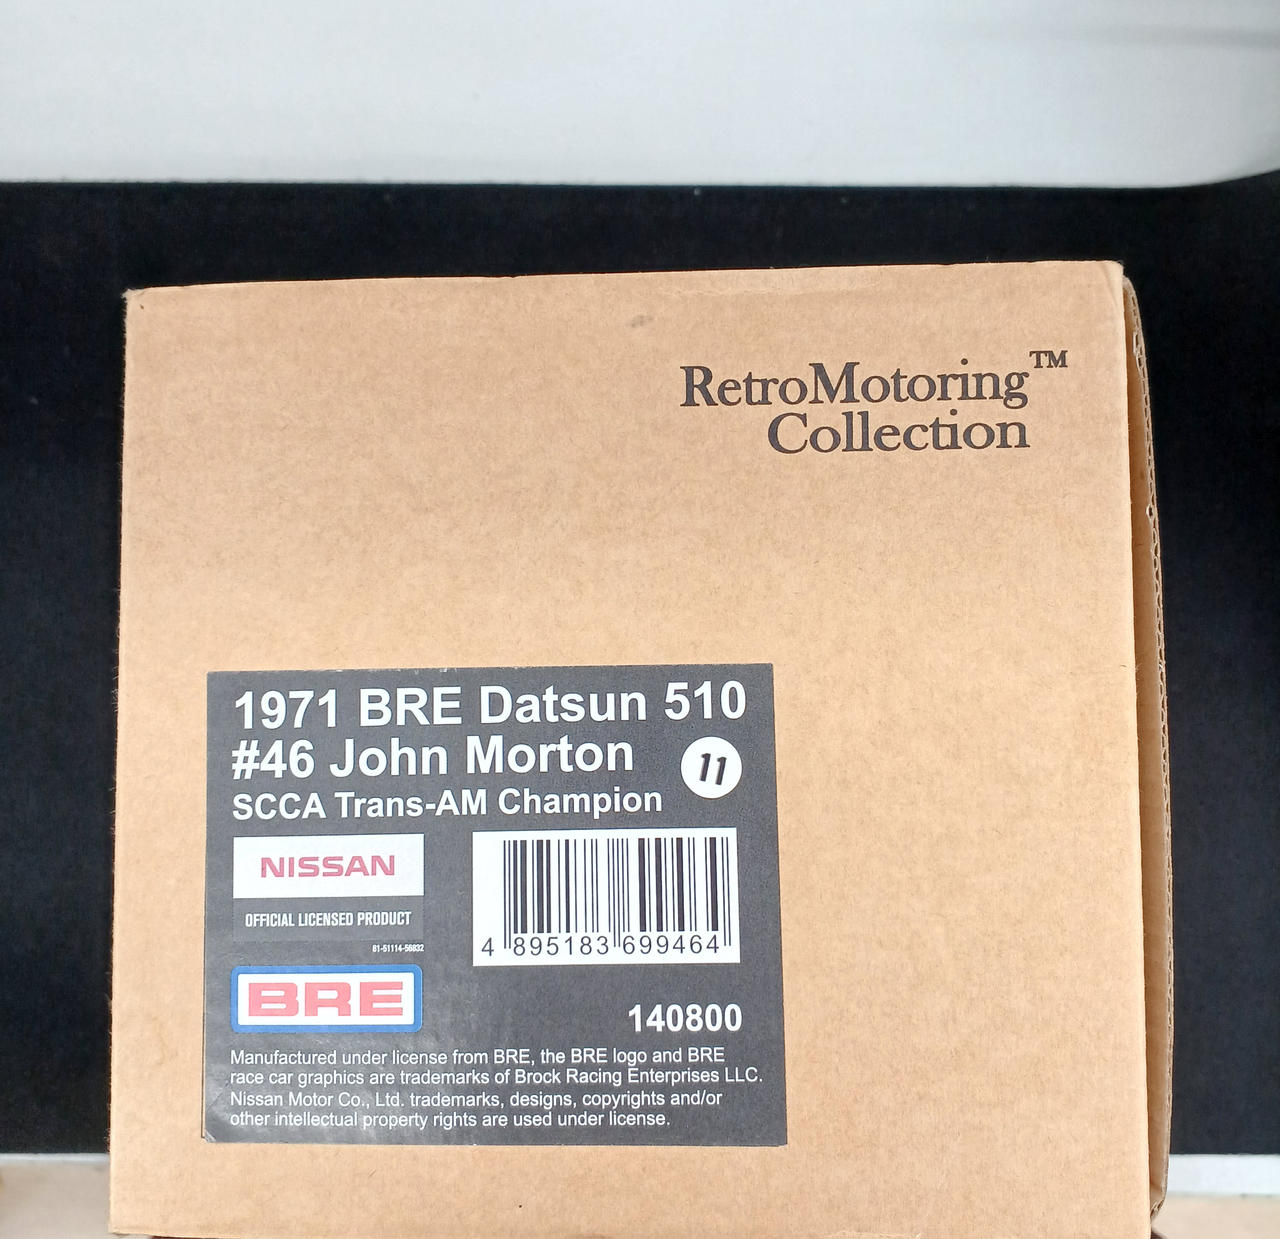 RetroMotoring™
Collection
1971 BRE Datsun 510
#46 John Morton
11
SCCA Trans-AM Champion
NISSAN
OFFICIAL LICENSED PRODUCT
61-51114-56832
4 895183 699464
BRE
140800
Manufactured under license from BRE, the BRE logo and BRE
race car graphics are trademarks of Brock Racing Enterprises LLC.
Nissan Motor Co., Ltd. trademarks, designs, copyrights and/or
other intellectual property rights are used under license.